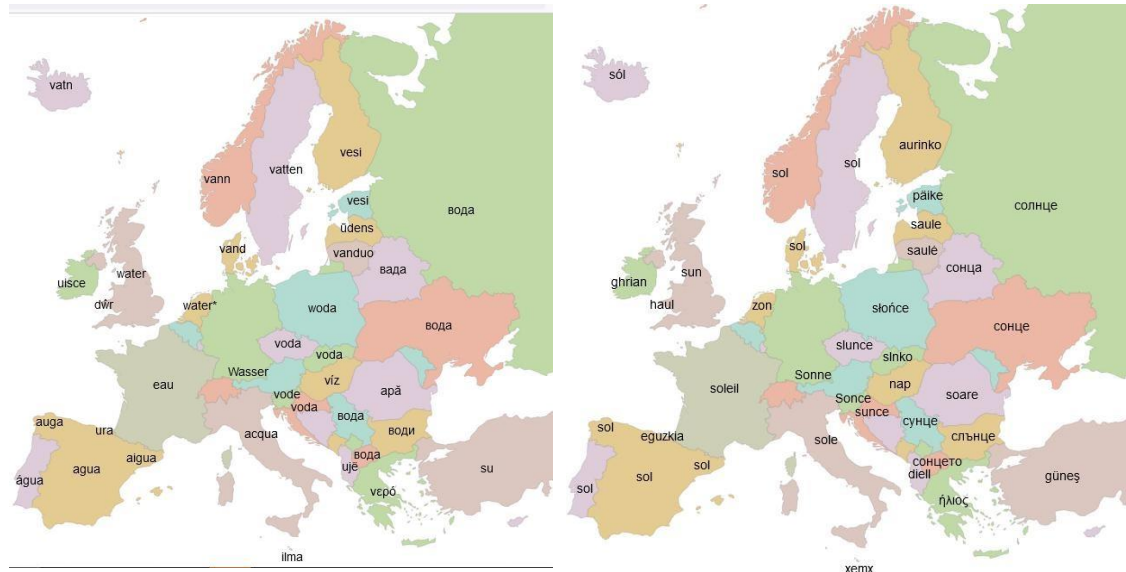 vatn
vann
vatten
vesi
vesi
вода
ūdens
vanduo
вада
vand
uisce
water
dŵr
water*
woda
вода
voda
voda
Wasser
víz
eau
vode
voda
apă
вода
води
acqua
auga
ura
aigua
agua
água
вода
ujë
su
νερό
ilma
sól
sol
sol
aurinko
päike
солнце
saule
saulė
сонца
sol
ghrian
sun
haul
zon
słońce
сонце
slunce
slnko
Sonne
nap
soleil
Sonce
sunce
soare
сунце
слънце
sole
sol
eguzkia
sol
sol
sol
сонцето
diell
güneş
ήλιος
xemx